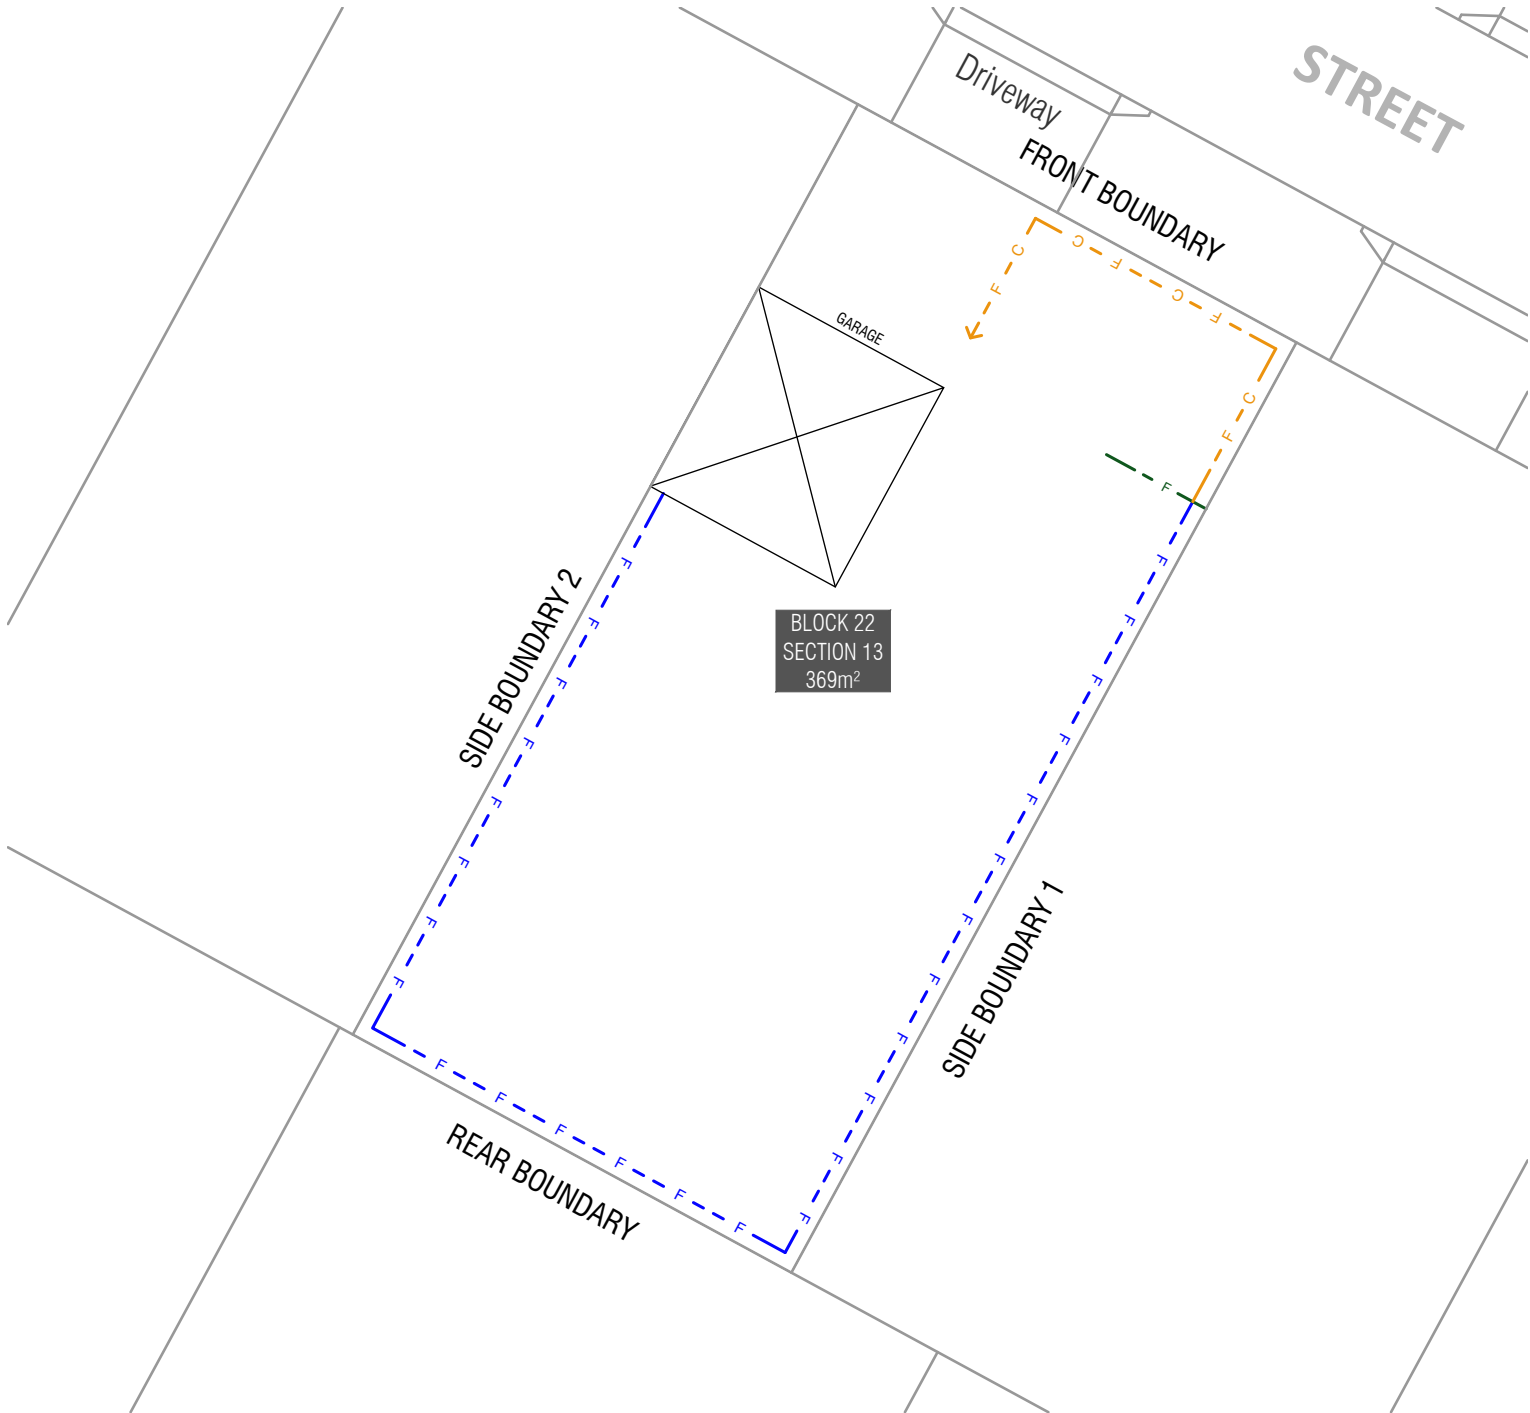 STREET
Driveway
FRONT BOUNDARY
C F C F
C F
C F
GARAGE
F
SIDE BOUNDARY 2
F F F F F F F F
BLOCK 22
SECTION 13
369m²
F F F F F F F F F F F F
SIDE BOUNDARY 1
F F F F F F
REAR BOUNDARY